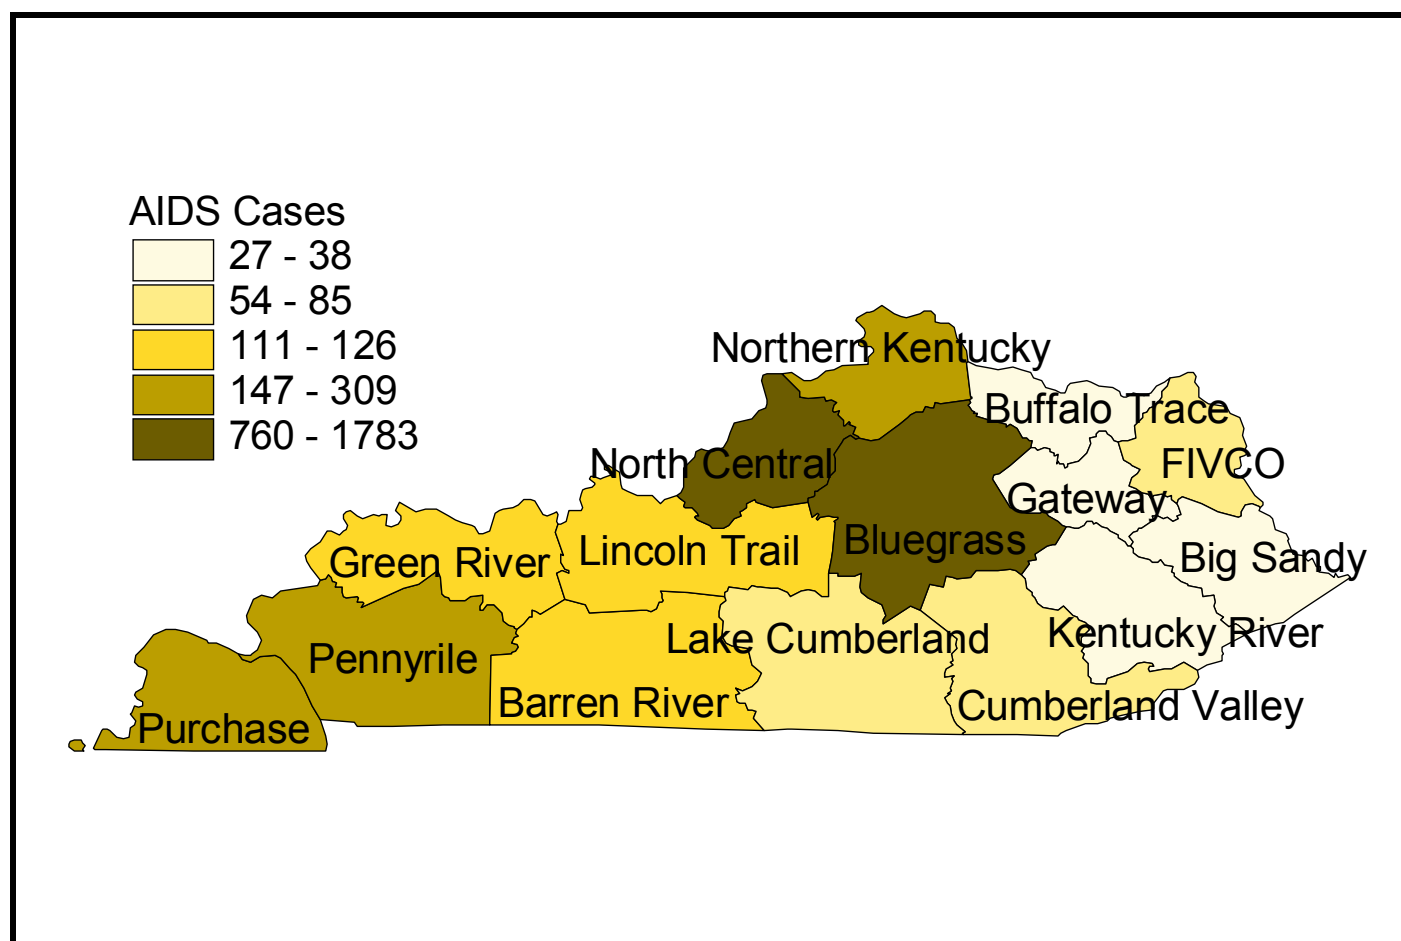 AIDS Cases
27 - 38
54 - 85
111 - 126
147 - 309
760 - 1783
Northern Kentucky
Buffalo Trace
North Central
FIVCO
Gateway
Bluegrass
Lincoln Trail
Green River
Big Sandy
Kentucky River
Lake Cumberland
Pennyrile
Barren River
Cumberland Valley
Purchase